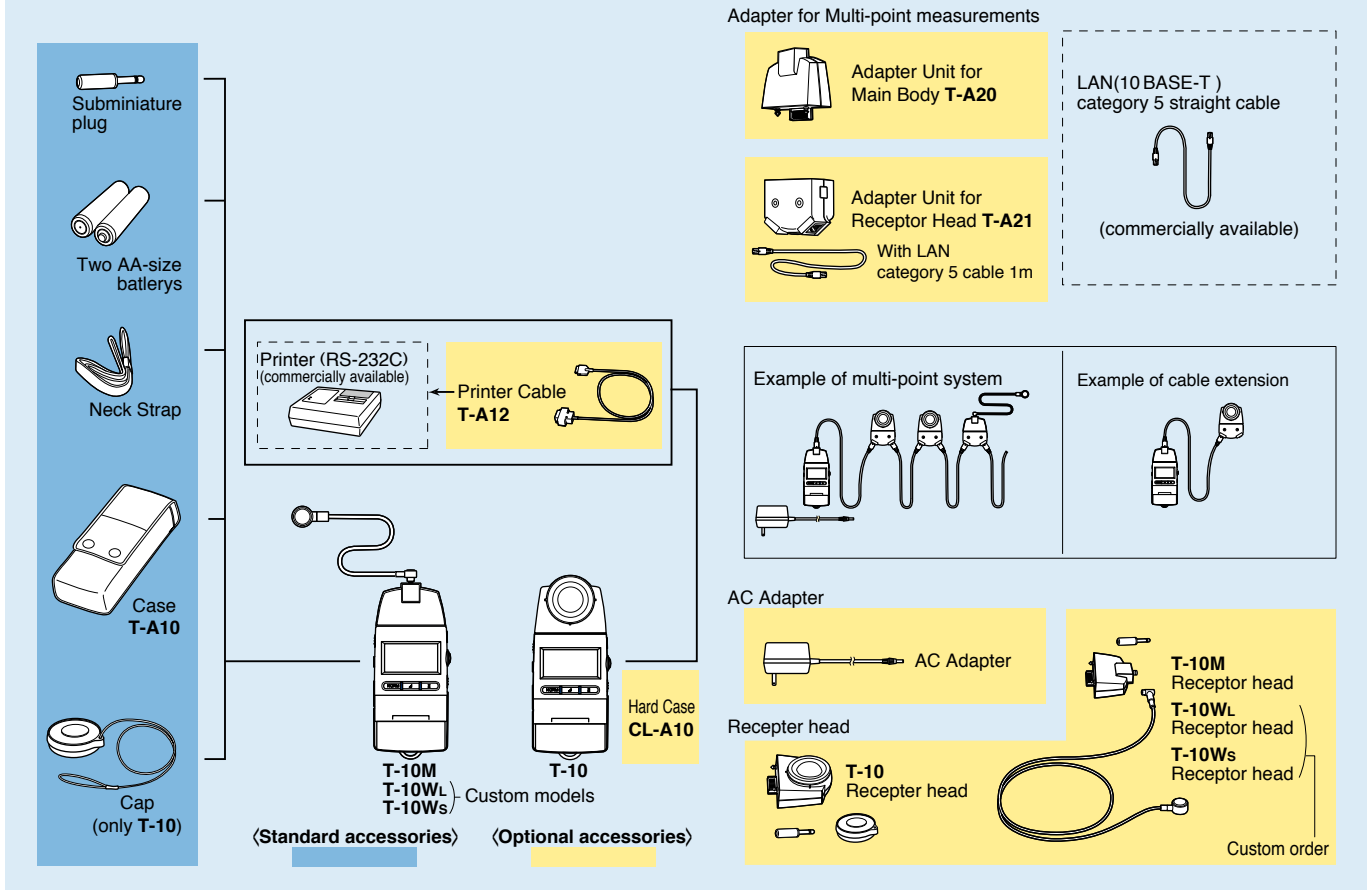 Subminiature
plug
Two AA-size
batlerys
Neck Strap
Case
T-A10
Cap
(only T-10)
Printer (RS-232C)
(commercially available)
Printer Cable
T-A12
T-10M
T-10WL
T-10WS
Custom models
T-10
Hard Case
CL-A10
〈Standard accessories〉
〈Optional accessories〉
Adapter for Multi-point measurements
Adapter Unit for
Main Body T-A20
Adapter Unit for
Receptor Head T-A21
With LAN
category 5 cable 1m
LAN(10 BASE-T )
category 5 straight cable
(commercially available)
Example of multi-point system
Example of cable extension
AC Adapter
AC Adapter
Recepter head
T-10
Recepter head
T-10M
Receptor head
T-10WL
Receptor head
T-10WS
Receptor head
Custom order